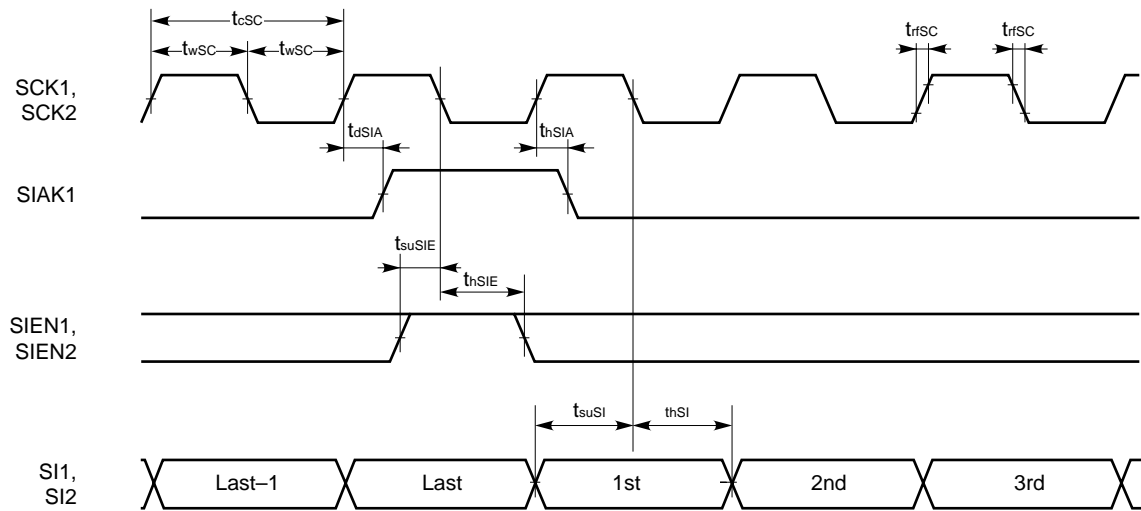 tcSC
twSC twSC
trfSC trfSC
SCK1,
SCK2
tdSIA thSIA
SIAK1
tsuSIE
thSIE
SIEN1,
SIEN2
tsuSI thSI
SI1,
SI2
Last–1 Last 1st 2nd 3rd